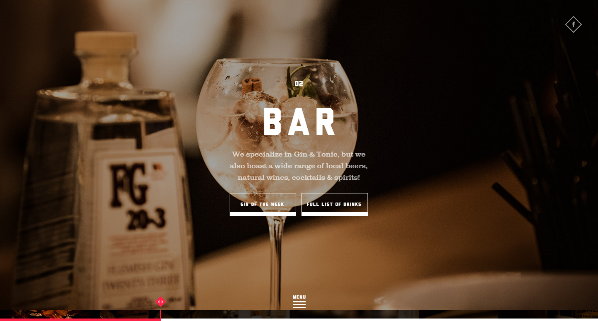 f
02
BAR
We specialize in Gin & Tonic, but we
also boast a wide range of local beers,
natural wines, cocktails & spirits!
GIN OF THE WEEK
FULL LIST OF DRINKS
FG
20-3
MENU